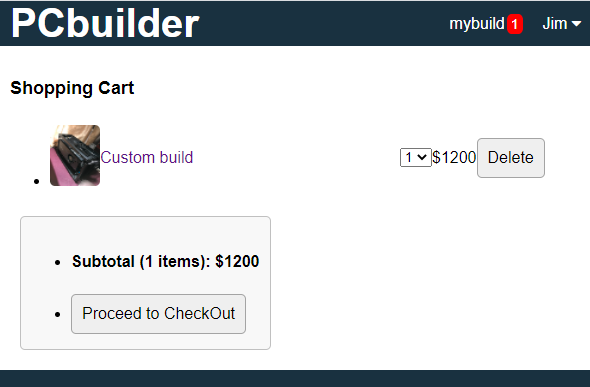 PCbuilder mybuild 1 Jim
Shopping Cart
Custom build 1 $1200 Delete
Subtotal (1 items): $1200
Proceed to CheckOut